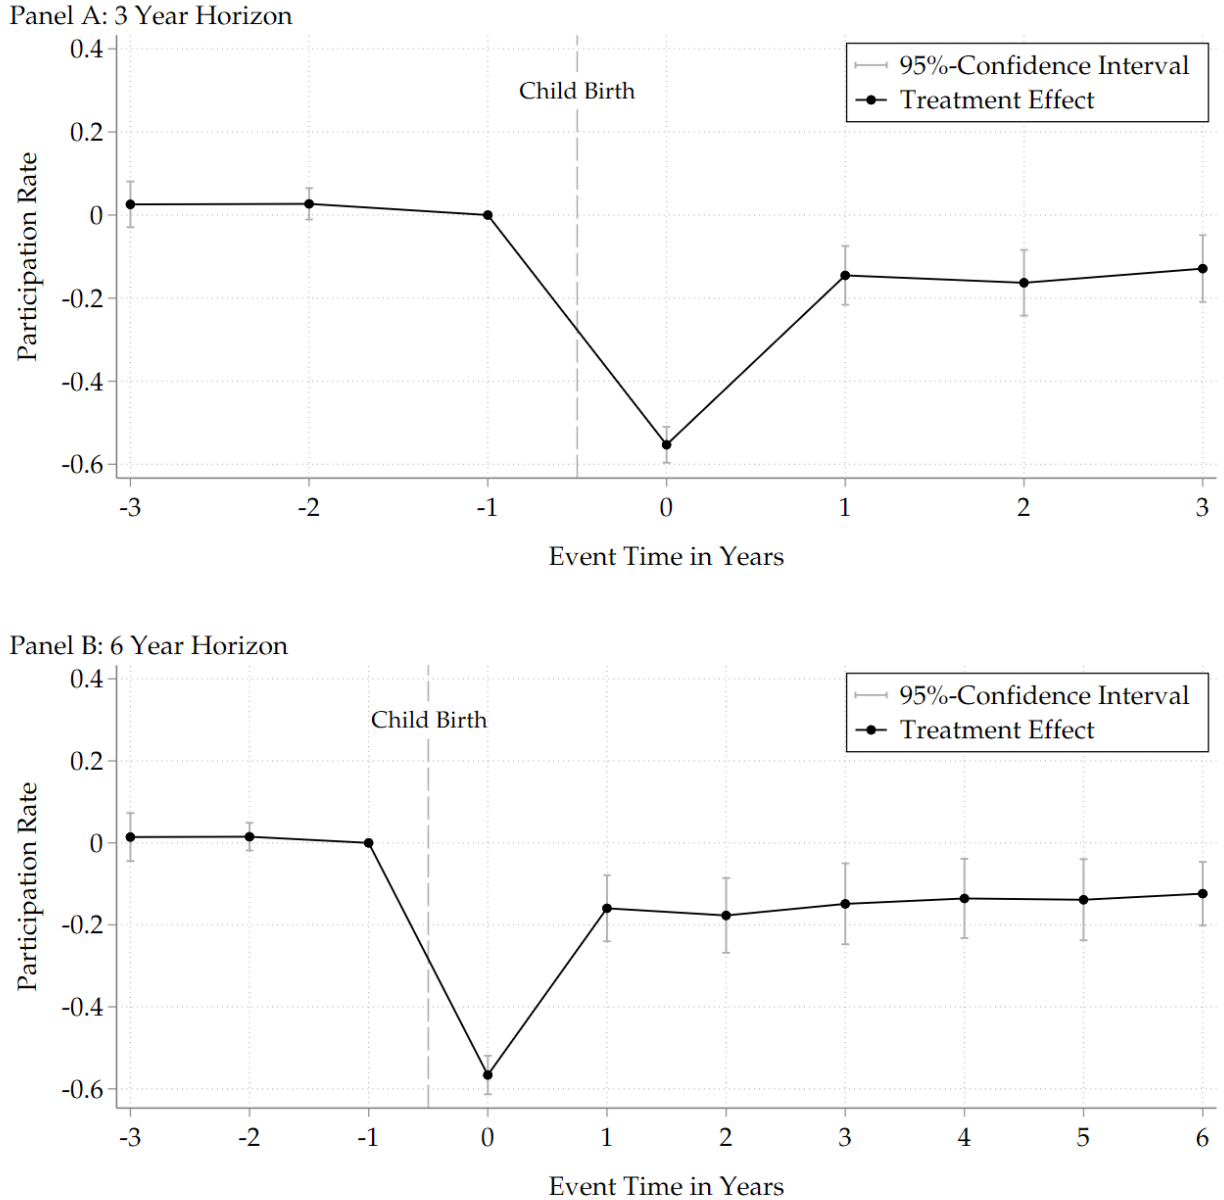 Panel A: 3 Year Horizon
0.4
0.2
0
-0.2
-0.4
-0.6
Participation Rate
Child Birth
95%-Confidence Interval
Treatment Effect
-3 -2 -1 0 1 2 3
Event Time in Years
Panel B: 6 Year Horizon
0.4
0.2
0
-0.2
-0.4
-0.6
Participation Rate
Child Birth
95%-Confidence Interval
Treatment Effect
-3 -2 -1 0 1 2 3 4 5 6
Event Time in Years